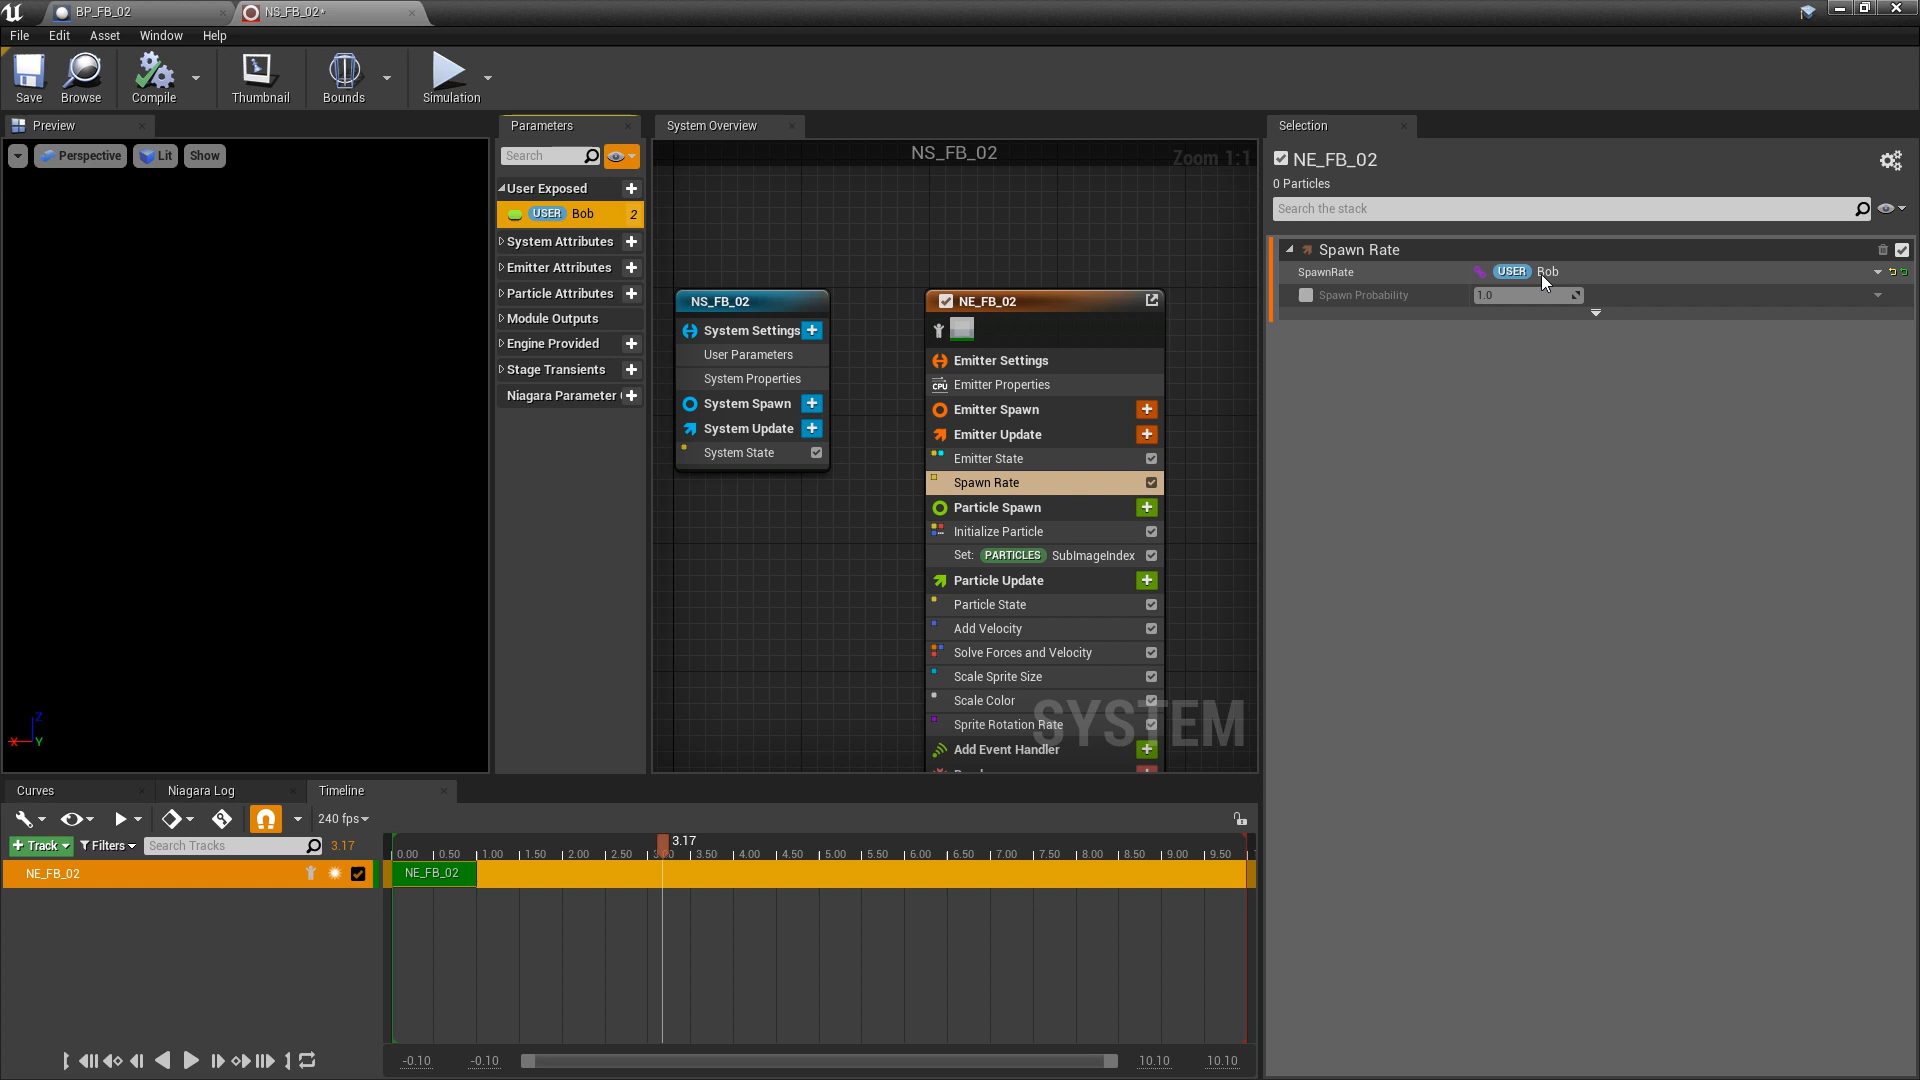 BP_FB_02
NS_FB_02*
File Edit Asset Window Help
Save Browse Compile Thumbnail Bounds Simulation
Preview
Perspective Lit Show
Z
X Y
Parameters
Search
User Exposed
USER Bob 2
System Attributes
Emitter Attributes
Particle Attributes
Module Outputs
Engine Provided
Stage Transients
Niagara Parameter
System Overview
NS_FB_02
Zoom 1:1
NS_FB_02
System Settings
User Parameters
System Properties
System Spawn
System Update
System State
NE_FB_02
Emitter Settings
CPU Emitter Properties
Emitter Spawn
Emitter Update
Emitter State
Spawn Rate
Particle Spawn
Initialize Particle
Set: PARTICLES SubImageIndex
Particle Update
Particle State
Add Velocity
Solve Forces and Velocity
Scale Sprite Size
Scale Color
Sprite Rotation Rate
Add Event Handler
SYSTEM
Selection
NE_FB_02
0 Particles
Search the stack
Spawn Rate
SpawnRate USER Bob
Spawn Probability 1.0
Curves Niagara Log Timeline
240 fps
Track Filters Search Tracks 3.17
3.17
0.00 0.50 1.00 1.50 2.00 2.50 3.50 4.00 4.50 5.00 5.50 6.00 6.50 7.00 7.50 8.00 8.50 9.00 9.50
NE_FB_02
NE_FB_02
-0.10 -0.10 10.10 10.10